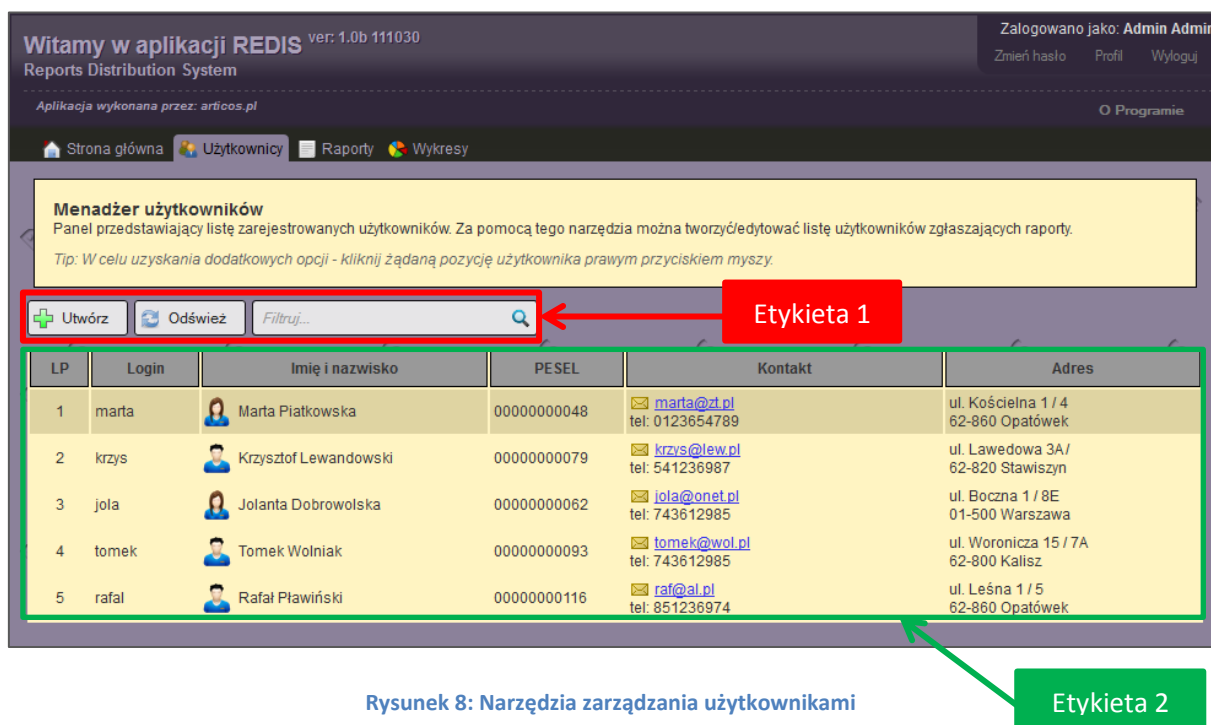 Witamy w aplikacji REDIS ver: 1.0b 111030
Reports Distribution System
Zalogowano jako: Admin Admin
Zmień hasło Profil Wyloguj
Aplikacja wykonana przez: articos.pl
O Programie
Strona główna Użytkownicy Raporty Wykresy
Menadżer użytkowników
Panel przedstawiający listę zarejestrowanych użytkowników. Za pomocą tego narzędzia można tworzyć/edytować listę użytkowników zgłaszających raporty.
Tip: W celu uzyskania dodatkowych opcji - kliknij żądaną pozycję użytkownika prawym przyciskiem myszy.
Utwórz Odśwież Filtruj... Etykieta 1
LP Login Imię i nazwisko PESEL Kontakt Adres
1 marta Marta Piatkowska 00000000048 marta@zt.pl ul. Kościelna 1 / 4
tel: 0123654789 62-860 Opatówek
2 krzys Krzysztof Lewandowski 00000000079 krzys@lew.pl ul. Lawedowa 3A/
tel: 541236987 62-820 Stawiszyn
3 jola Jolanta Dobrowolska 00000000062 jola@onet.pl ul. Boczna 1 / 8E
tel: 743612985 01-500 Warszawa
4 tomek Tomek Wolniak 00000000093 tomek@wol.pl ul. Woronicza 15 / 7A
tel: 743612985 62-800 Kalisz
5 rafal Rafał Pławiński 00000000116 raf@al.pl ul. Leśna 1 / 5
tel: 851236974 62-860 Opatówek
Etykieta 2
Rysunek 8: Narzędzia zarządzania użytkownikami